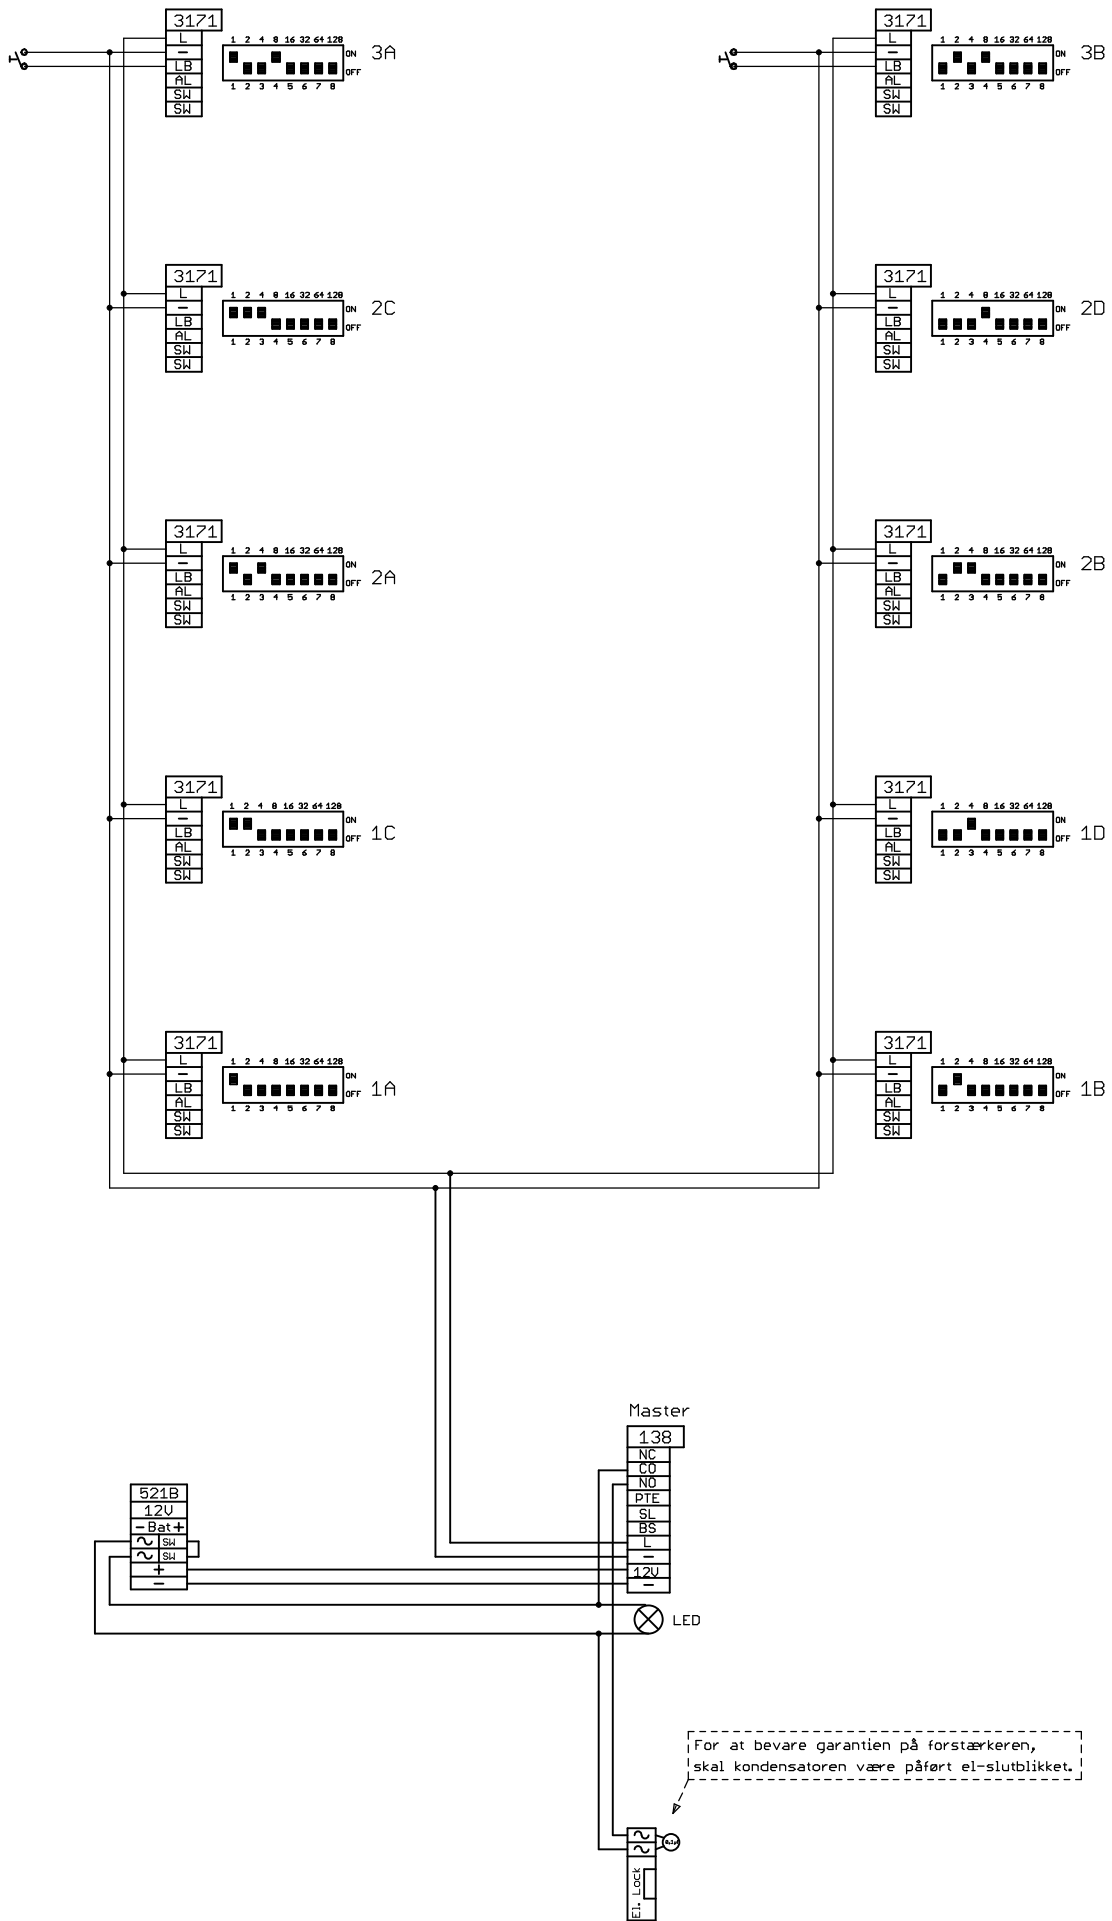 3171
L
1 2 4 8 16 32 64 128
–
ON
3A
LB
OFF
AL
1 2 3 4 5 6 7 8
SW
SW
3171
L
1 2 4 8 16 32 64 128
–
ON
3B
LB
OFF
AL
1 2 3 4 5 6 7 8
SW
SW
3171
L
1 2 4 8 16 32 64 128
–
ON
2C
LB
OFF
AL
1 2 3 4 5 6 7 8
SW
SW
3171
L
1 2 4 8 16 32 64 128
–
ON
2D
LB
OFF
AL
1 2 3 4 5 6 7 8
SW
SW
3171
L
1 2 4 8 16 32 64 128
–
ON
2A
LB
OFF
AL
1 2 3 4 5 6 7 8
SW
SW
3171
L
1 2 4 8 16 32 64 128
–
ON
2B
LB
OFF
AL
1 2 3 4 5 6 7 8
SW
SW
3171
L
1 2 4 8 16 32 64 128
–
ON
1C
LB
OFF
AL
1 2 3 4 5 6 7 8
SW
SW
3171
L
1 2 4 8 16 32 64 128
–
ON
1D
LB
OFF
AL
1 2 3 4 5 6 7 8
SW
SW
3171
L
1 2 4 8 16 32 64 128
–
ON
1A
LB
OFF
AL
1 2 3 4 5 6 7 8
SW
SW
3171
L
1 2 4 8 16 32 64 128
–
ON
1B
LB
OFF
AL
1 2 3 4 5 6 7 8
SW
SW
Master
138
NC
CO
NO
PTE
SL
BS
L
–
12V
–
521B
12V
-Bat+
~ SW
~ SW
+
–
LED
For at bevare garantien på forstærkeren,
skal kondensatoren være påført el-slutblikket.
~
~
El. Lock